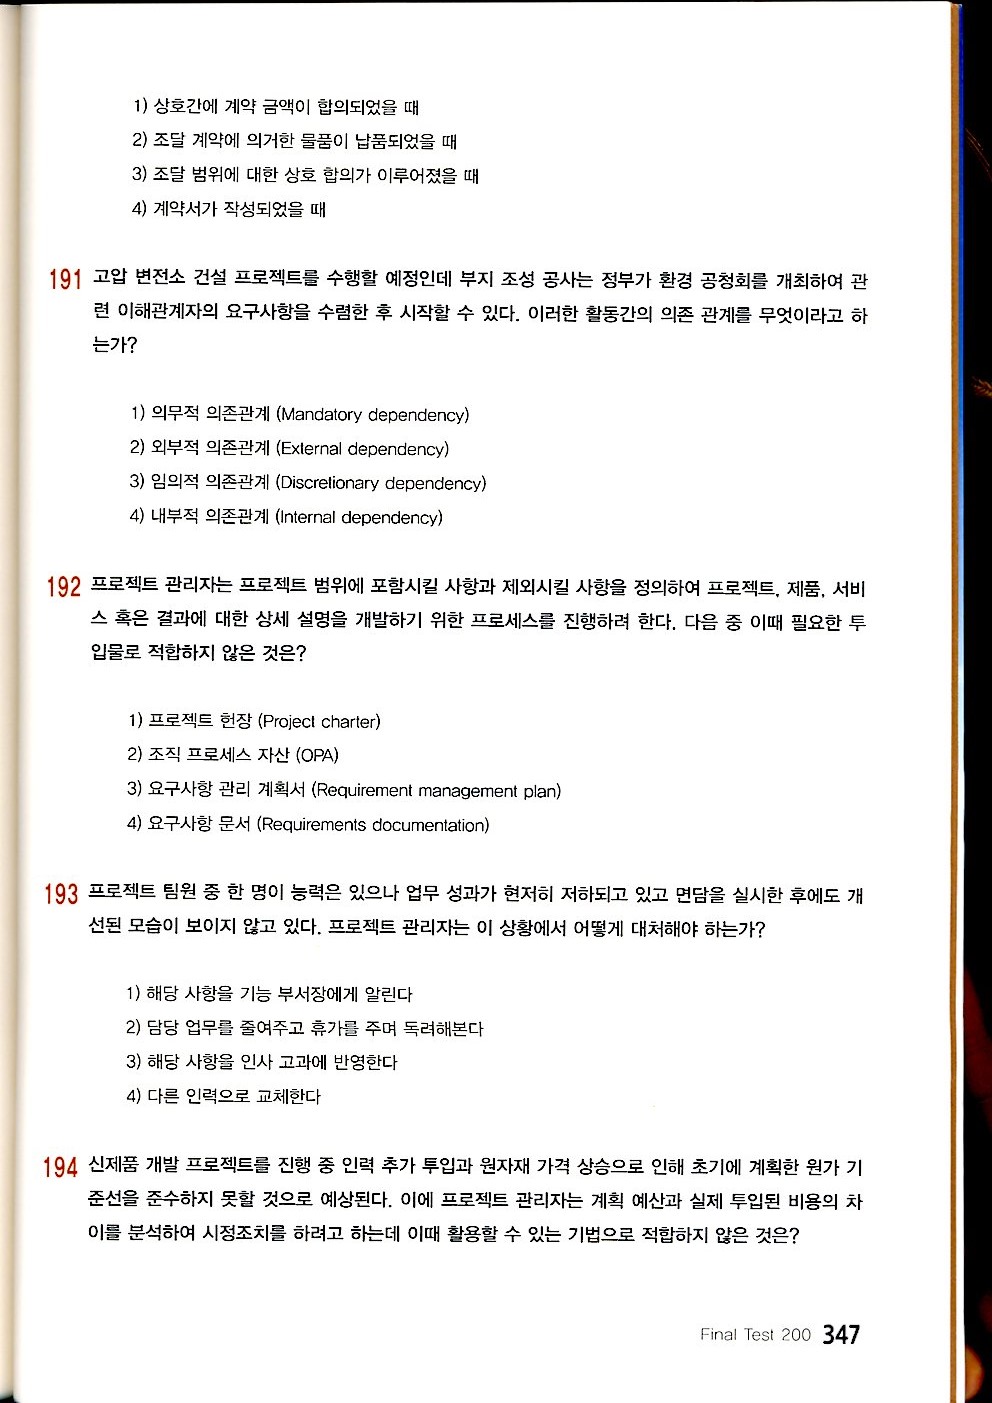 1) 상호간에 계약 금액이 합의되었을 때
2) 조달 계약에 의거한 물품이 납품되었을 때
3) 조달 범위에 대한 상호 합의가 이루어졌을 때
4) 계약서가 작성되었을 때
191 고압 변전소 건설 프로젝트를 수행할 예정인데 부지 조성 공사는 정부가 환경 공청회를 개최하여 관
련 이해관계자의 요구사항을 수렴한 후 시작할 수 있다. 이러한 활동간의 의존 관계를 무엇이라고 하
는가?
1) 의무적 의존관계 (Mandatory dependency)
2) 외부적 의존관계 (External dependency)
3) 임의적 의존관계 (Discretionary dependency)
4) 내부적 의존관계 (Internal dependency)
192 프로젝트 관리자는 프로젝트 범위에 포함시킬 사항과 제외시킬 사항을 정의하여 프로젝트, 제품, 서비
스 혹은 결과에 대한 상세 설명을 개발하기 위한 프로세스를 진행하려 한다. 다음 중 이때 필요한 투
입물로 적합하지 않은 것은?
1) 프로젝트 헌장 (Project charter)
2) 조직 프로세스 자산 (OPA)
3) 요구사항 관리 계획서 (Requirement management plan)
4) 요구사항 문서 (Requirements documentation)
193 프로젝트 팀원 중 한 명이 능력은 있으나 업무 성과가 현저히 저하되고 있고 면담을 실시한 후에도 개
선된 모습이 보이지 않고 있다. 프로젝트 관리자는 이 상황에서 어떻게 대처해야 하는가?
1) 해당 사항을 기능 부서장에게 알린다
2) 담당 업무를 줄여주고 휴가를 주며 독려해본다
3) 해당 사항을 인사 고과에 반영한다
4) 다른 인력으로 교체한다
194 신제품 개발 프로젝트를 진행 중 인력 추가 투입과 원자재 가격 상승으로 인해 초기에 계획한 원가 기
준선을 준수하지 못할 것으로 예상된다. 이에 프로젝트 관리자는 계획 예산과 실제 투입된 비용의 차
이를 분석하여 시정조치를 하려고 하는데 이때 활용할 수 있는 기법으로 적합하지 않은 것은?
Final Test 200 347